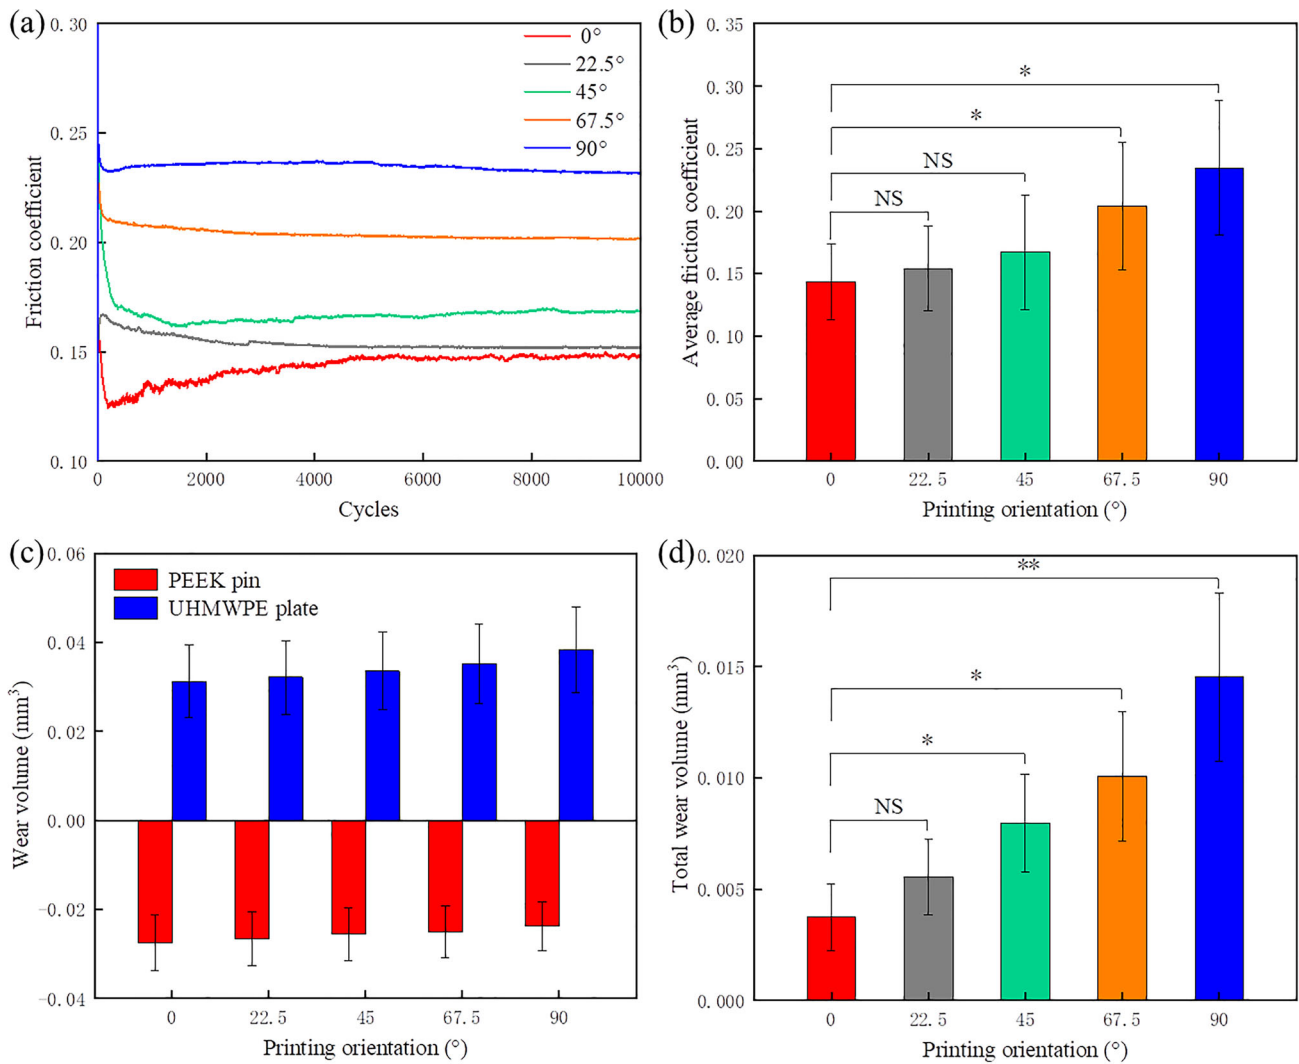 (a)
0.30
0.25
0.20
0.15
0.10
Friction coefficient
0°
22.5°
45°
67.5°
90°
0 2000 4000 6000 8000 10000
Cycles
(b)
0.35
0.30
0.25
0.20
0.15
0.10
0.05
0.00
Average friction coefficient
*
*
NS
NS
0 22.5 45 67.5 90
Printing orientation (°)
(c)
0.06
0.04
0.02
0.00
−0.02
−0.04
Wear volume (mm³)
PEEK pin
UHMWPE plate
0 22.5 45 67.5 90
Printing orientation (°)
(d)
0.020
0.015
0.010
0.005
0.000
Total wear volume (mm³)
**
*
*
NS
0 22.5 45 67.5 90
Printing orientation (°)